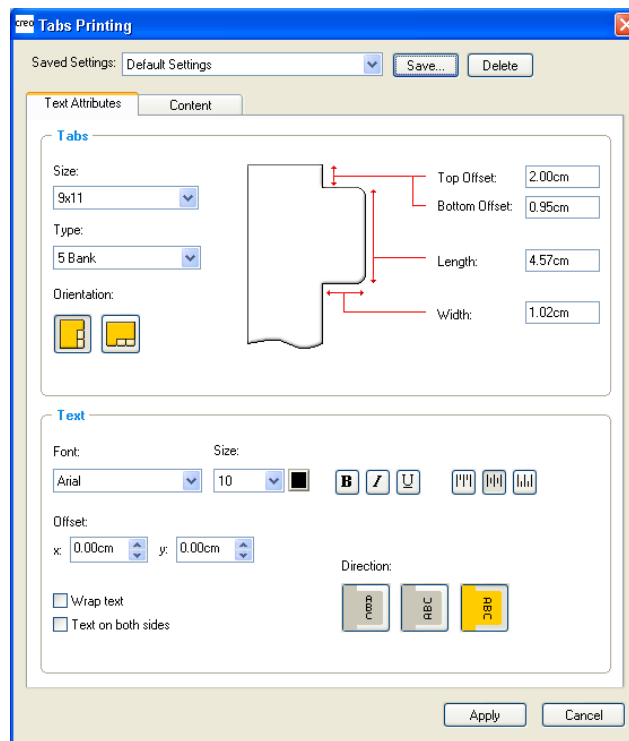 creo Tabs Printing
Saved Settings: Default Settings Save... Delete
Text Attributes Content
Tabs
Size:
9x11
Type:
5 Bank
Orientation:
Top Offset: 2.00cm
Bottom Offset: 0.95cm
Length: 4.57cm
Width: 1.02cm
Text
Font: Size:
Arial 10 B I U
Offset:
x: 0.00cm y: 0.00cm
Direction:
Wrap text
Text on both sides
ABC ABC ABC
Apply Cancel